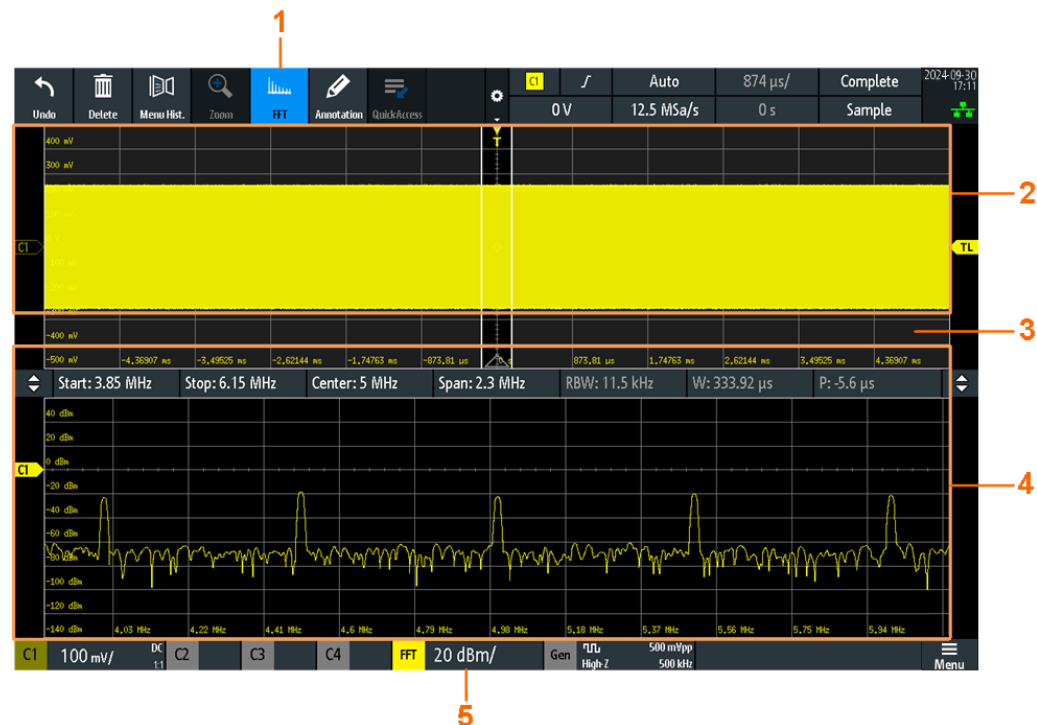 1
Undo Delete Menu Hist. Zoom FFT Annotation QuickAccess
C1 Auto 874 µs/ Complete
0 V 12.5 MSa/s 0 s Sample
2024-09-30
17:11
400 mV
T
300 mV
2
C1
TL
-400 mV
3
-500 mV -4,36907 ms -3,49525 ms -2,62144 ms -1,74763 ms -873,81 µs 0 s 873,81 µs 1,74763 ms 2,62144 ms 3,49525 ms 4,36907 ms
Start: 3.85 MHz Stop: 6.15 MHz Center: 5 MHz Span: 2.3 MHz RBW: 11.5 kHz W: 333.92 µs P: -5.6 µs
40 dBm
20 dBm
0 dBm
C1
-20 dBm
4
-40 dBm
-60 dBm
-80 dBm
-100 dBm
-120 dBm
-140 dBm 4,03 MHz 4,22 MHz 4,41 MHz 4,6 MHz 4,79 MHz 4,98 MHz 5,18 MHz 5,37 MHz 5,56 MHz 5,75 MHz 5,94 MHz
C1 100 mV/ DC 1:1 C2 C3 C4 FFT 20 dBm/ Gen High-Z 500 mVpp 500 kHz Menu
5